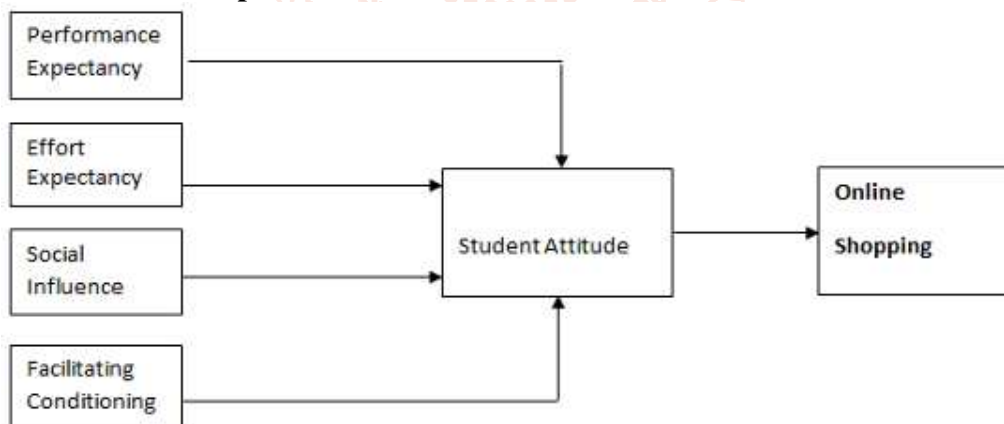 Performance
Expectancy
Effort
Expectancy
Social
Influence
Facilitating
Conditioning
Student Attitude
Online
Shopping